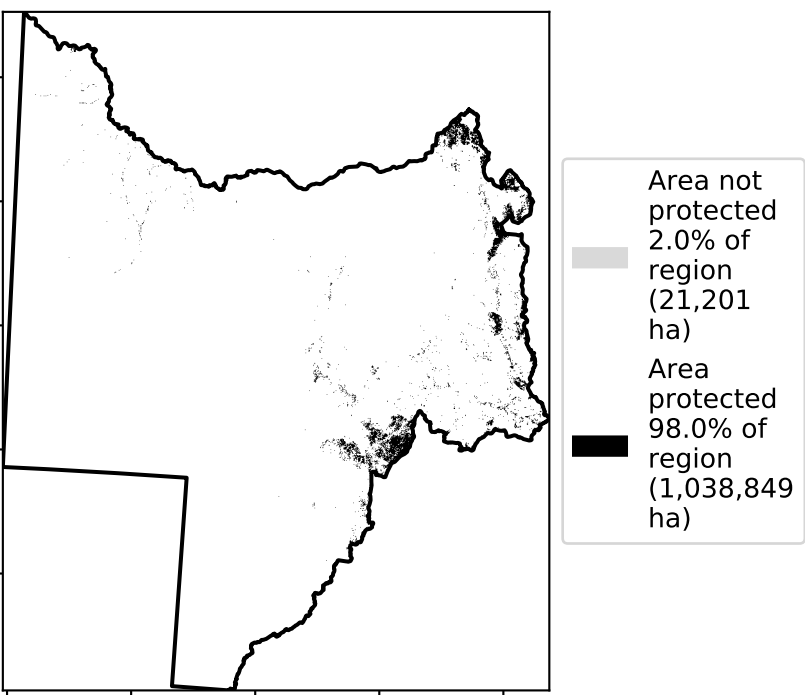 Area not
protected
2.0% of
region
(21,201
ha)
Area
protected
98.0% of
region
(1,038,849
ha)